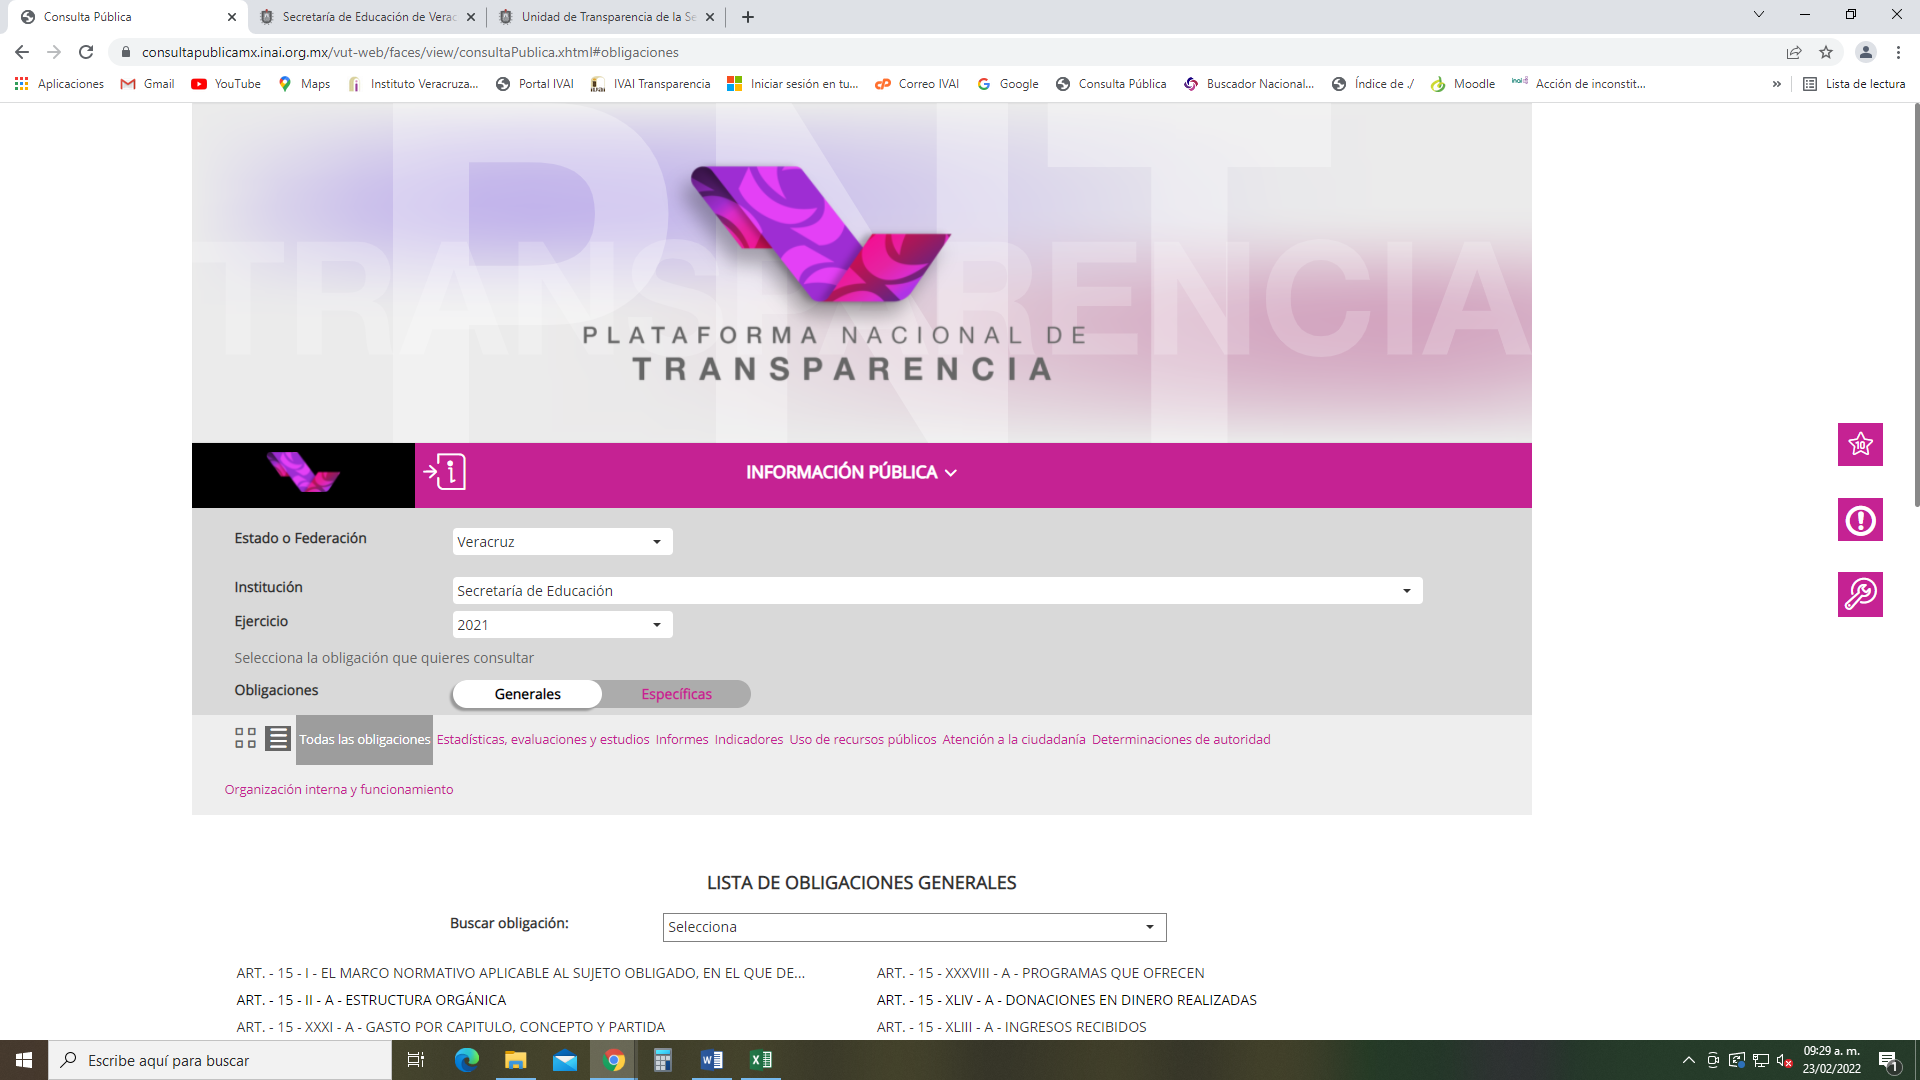 Consulta Pública
Secretaría de Educación de Verac
Unidad de Transparencia de la Se
consultapublicamx.inai.org.mx/vut-web/faces/view/consultaPublica.xhtml#obligaciones
Aplicaciones Gmail YouTube Maps Instituto Veracruza... Portal IVAI IVAI Transparencia Iniciar sesión en tu... Correo IVAI Google Consulta Pública Buscador Nacional... Índice de ./ Moodle Acción de inconstit... » Lista de lectura
PNT
TRANSPARENCIA
PLATAFORMA NACIONAL DE
TRANSPARENCIA
INFORMACIÓN PÚBLICA
10
Estado o Federación Veracruz
Institución Secretaría de Educación
Ejercicio 2021
Selecciona la obligación que quieres consultar
Obligaciones Generales Específicas
Todas las obligaciones Estadísticas, evaluaciones y estudios Informes Indicadores Uso de recursos públicos Atención a la ciudadanía Determinaciones de autoridad
Organización interna y funcionamiento
LISTA DE OBLIGACIONES GENERALES
Buscar obligación: Selecciona
ART. - 15 - I - EL MARCO NORMATIVO APLICABLE AL SUJETO OBLIGADO, EN EL QUE DE...
ART. - 15 - XXXVIII - A - PROGRAMAS QUE OFRECEN
ART. - 15 - II - A - ESTRUCTURA ORGÁNICA
ART. - 15 - XLIV - A - DONACIONES EN DINERO REALIZADAS
ART. - 15 - XXXI - A - GASTO POR CAPITULO, CONCEPTO Y PARTIDA
ART. - 15 - XLIII - A - INGRESOS RECIBIDOS
Escribe aquí para buscar
09:29 a. m.
23/02/2022
1